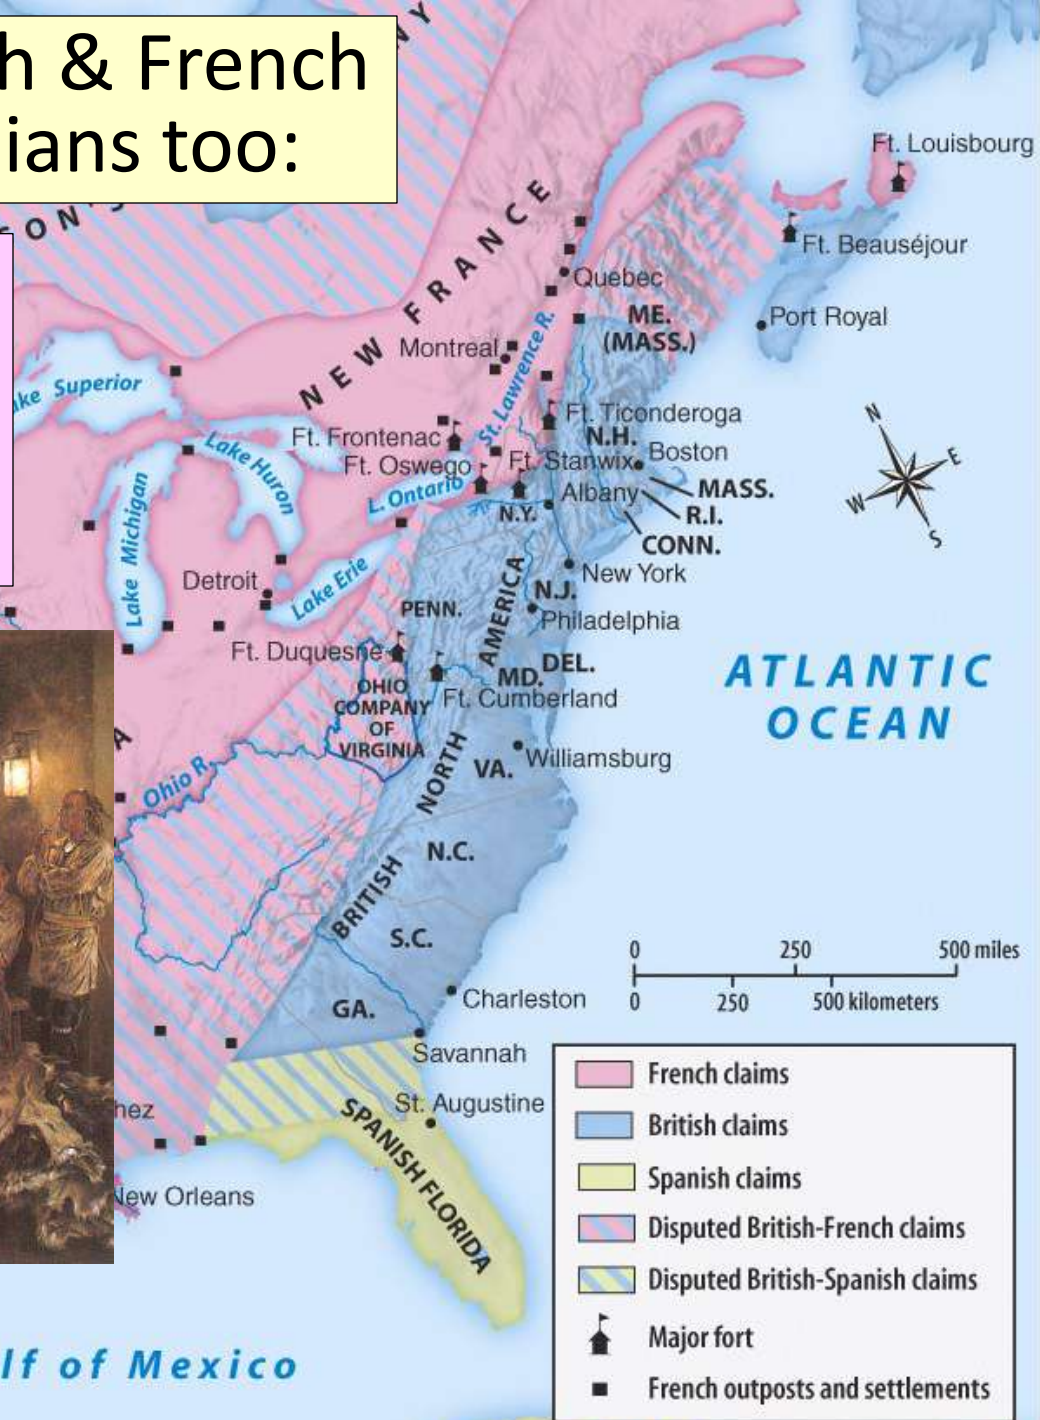 h & French
ians too:
N Y
O N ' S
NEW FRANCE
Ft. Louisbourg
Ft. Beauséjour
Quebec
ME.
(MASS.)
Port Royal
Montreal
St. Lawrence R.
ke Superior
Ft. Ticonderoga
N.H.
Ft. Frontenac
Lake Huron
Boston
Ft. Oswego
Ft. Stanwix
L. Ontario
Albany
MASS.
R.I.
N.Y.
CONN.
Lake Michigan
N
E
W
S
Detroit
Lake Erie
New York
N.J.
PENN.
Philadelphia
Ft. Duquesne
MD.
DEL.
Ft. Cumberland
OHIO
COMPANY
OF
VIRGINIA
ATLANTIC
OCEAN
A
Ohio R.
VA.
Williamsburg
BRITISH NORTH AMERICA
N.C.
S.C.
GA.
Charleston
Savannah
0 250 500 miles
0 250 500 kilometers
hez
St. Augustine
SPANISH FLORIDA
New Orleans
lf of Mexico
French claims
British claims
Spanish claims
Disputed British-French claims
Disputed British-Spanish claims
Major fort
French outposts and settlements